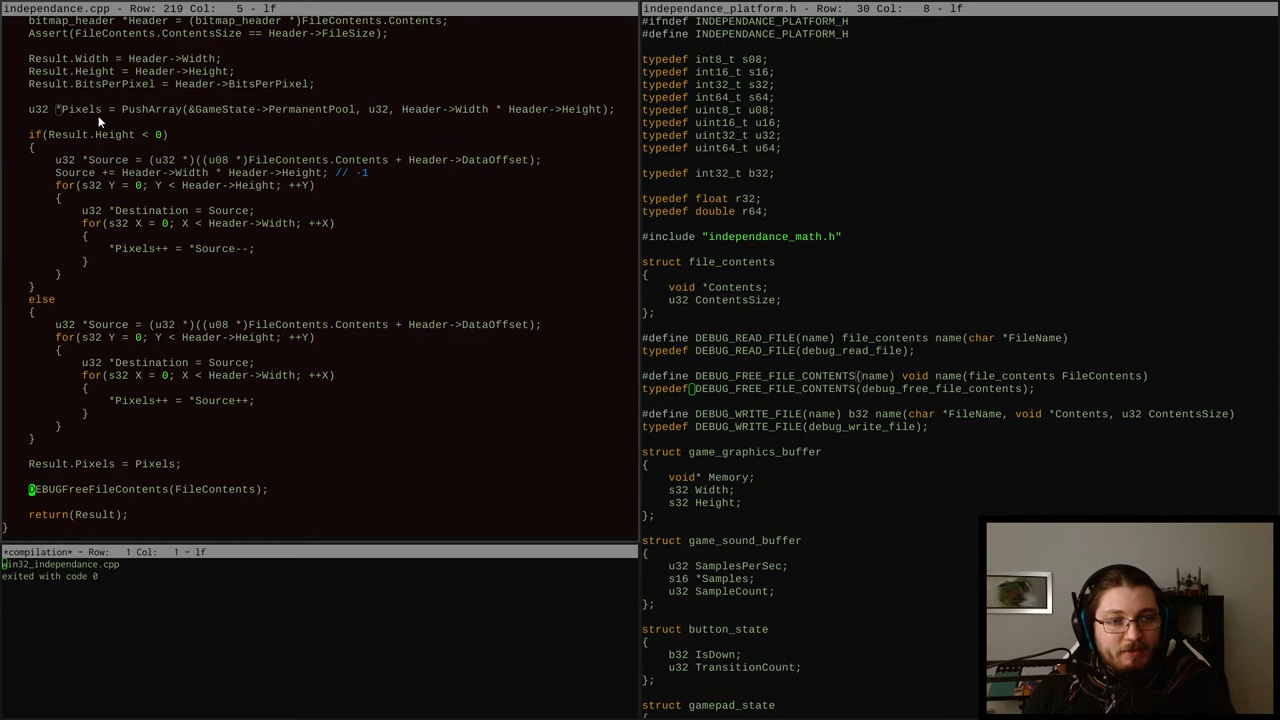 independance.cpp - Row: 219 Col:   5 - lf
bitmap_header *Header = (bitmap_header *)FileContents.Contents;
Assert(FileContents.ContentsSize == Header->FileSize);
Result.Width = Header->Width;
Result.Height = Header->Height;
Result.BitsPerPixel = Header->BitsPerPixel;
u32 *Pixels = PushArray(&GameState->PermanentPool, u32, Header->Width * Header->Height);
if(Result.Height < 0)
{
u32 *Source = (u32 *)((u08 *)FileContents.Contents + Header->DataOffset);
Source += Header->Width * Header->Height; // -1
for(s32 Y = 0; Y < Header->Height; ++Y)
{
u32 *Destination = Source;
for(s32 X = 0; X < Header->Width; ++X)
{
*Pixels++ = *Source--;
}
}
}
else
{
u32 *Source = (u32 *)((u08 *)FileContents.Contents + Header->DataOffset);
for(s32 Y = 0; Y < Header->Height; ++Y)
{
u32 *Destination = Source;
for(s32 X = 0; X < Header->Width; ++X)
{
*Pixels++ = *Source++;
}
}
}
Result.Pixels = Pixels;
DEBUGFreeFileContents(FileContents);
return(Result);
}
*compilation* - Row:   1 Col:   1 - lf
win32_independance.cpp
exited with code 0
independance_platform.h - Row:  30 Col:   8 - lf
#ifndef INDEPENDANCE_PLATFORM_H
#define INDEPENDANCE_PLATFORM_H
typedef int8_t s08;
typedef int16_t s16;
typedef int32_t s32;
typedef int64_t s64;
typedef uint8_t u08;
typedef uint16_t u16;
typedef uint32_t u32;
typedef uint64_t u64;
typedef int32_t b32;
typedef float r32;
typedef double r64;
#include "independance_math.h"
struct file_contents
{
void *Contents;
u32 ContentsSize;
};
#define DEBUG_READ_FILE(name) file_contents name(char *FileName)
typedef DEBUG_READ_FILE(debug_read_file);
#define DEBUG_FREE_FILE_CONTENTS(name) void name(file_contents FileContents)
typedef DEBUG_FREE_FILE_CONTENTS(debug_free_file_contents);
#define DEBUG_WRITE_FILE(name) b32 name(char *FileName, void *Contents, u32 ContentsSize)
typedef DEBUG_WRITE_FILE(debug_write_file);
struct game_graphics_buffer
{
void* Memory;
s32 Width;
s32 Height;
};
struct game_sound_buffer
{
u32 SamplesPerSec;
s16 *Samples;
u32 SampleCount;
};
struct button_state
{
b32 IsDown;
u32 TransitionCount;
};
struct gamepad_state